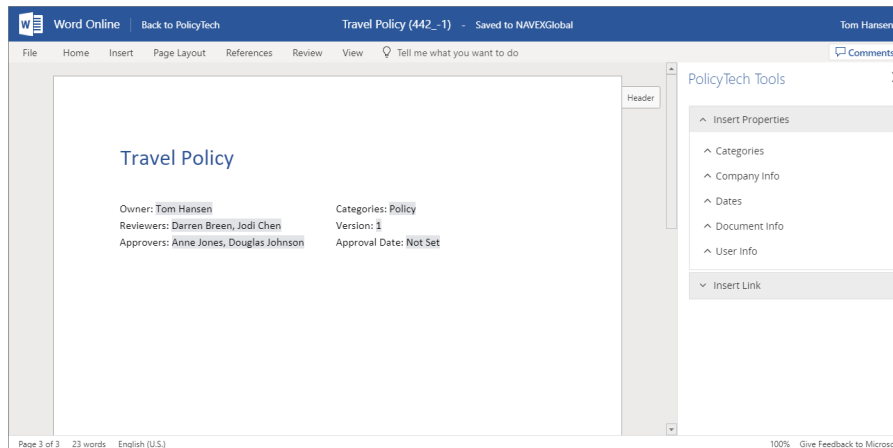 Word Online | Back to PolicyTech Travel Policy (442_-1) - Saved to NAVEXGlobal Tom Hansen
File Home Insert Page Layout References Review View Tell me what you want to do Comments
PolicyTech Tools
Header
Insert Properties
Travel Policy
Categories
Company Info
Owner: Tom Hansen Categories: Policy
Dates
Reviewers: Darren Breen, Jodi Chen Version: 1
Document Info
Approvers: Anne Jones, Douglas Johnson Approval Date: Not Set
User Info
Insert Link
Page 3 of 3 23 words English (U.S.) 100% Give Feedback to Microso